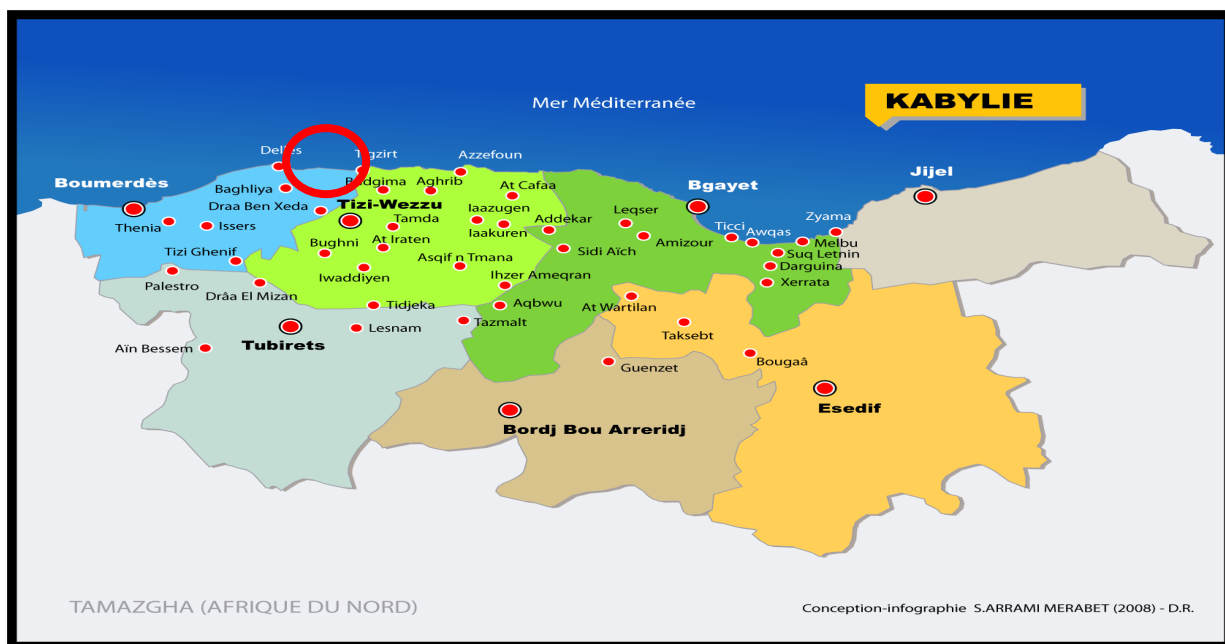 KABYLIE
Mer Méditerranée
Dellès
Tigzirt
Azzefoun
Boumerdès
Baghliya
Budgima
Aghrib
At Cafaa
Bgayet
Jijel
Draa Ben Xeda
Tizi-Wezzu
Iaazugen
Leqser
Zyama
Thenia
Issers
Tamda
Iaakuren
Addekar
Ticci
Awqas
Melbu
Amizour
Bughni
At Iraten
Sidi Aïch
Suq Letnin
Tizi Ghenif
Asqif n Tmana
Darguina
Iwaddiyen
Palestro
Drâa El Mizan
Ihzer Ameqran
Xerrata
Tidjeka
Aqbwu
At Wartilan
Lesnam
Tazmalt
Taksebt
Tubirets
Aïn Bessem
Guenzet
Bougaâ
Esedif
Bordj Bou Arreridj
TAMAZGHA (AFRIQUE DU NORD)
Conception-infographie S.ARRAMI MERABET (2008) - D.R.